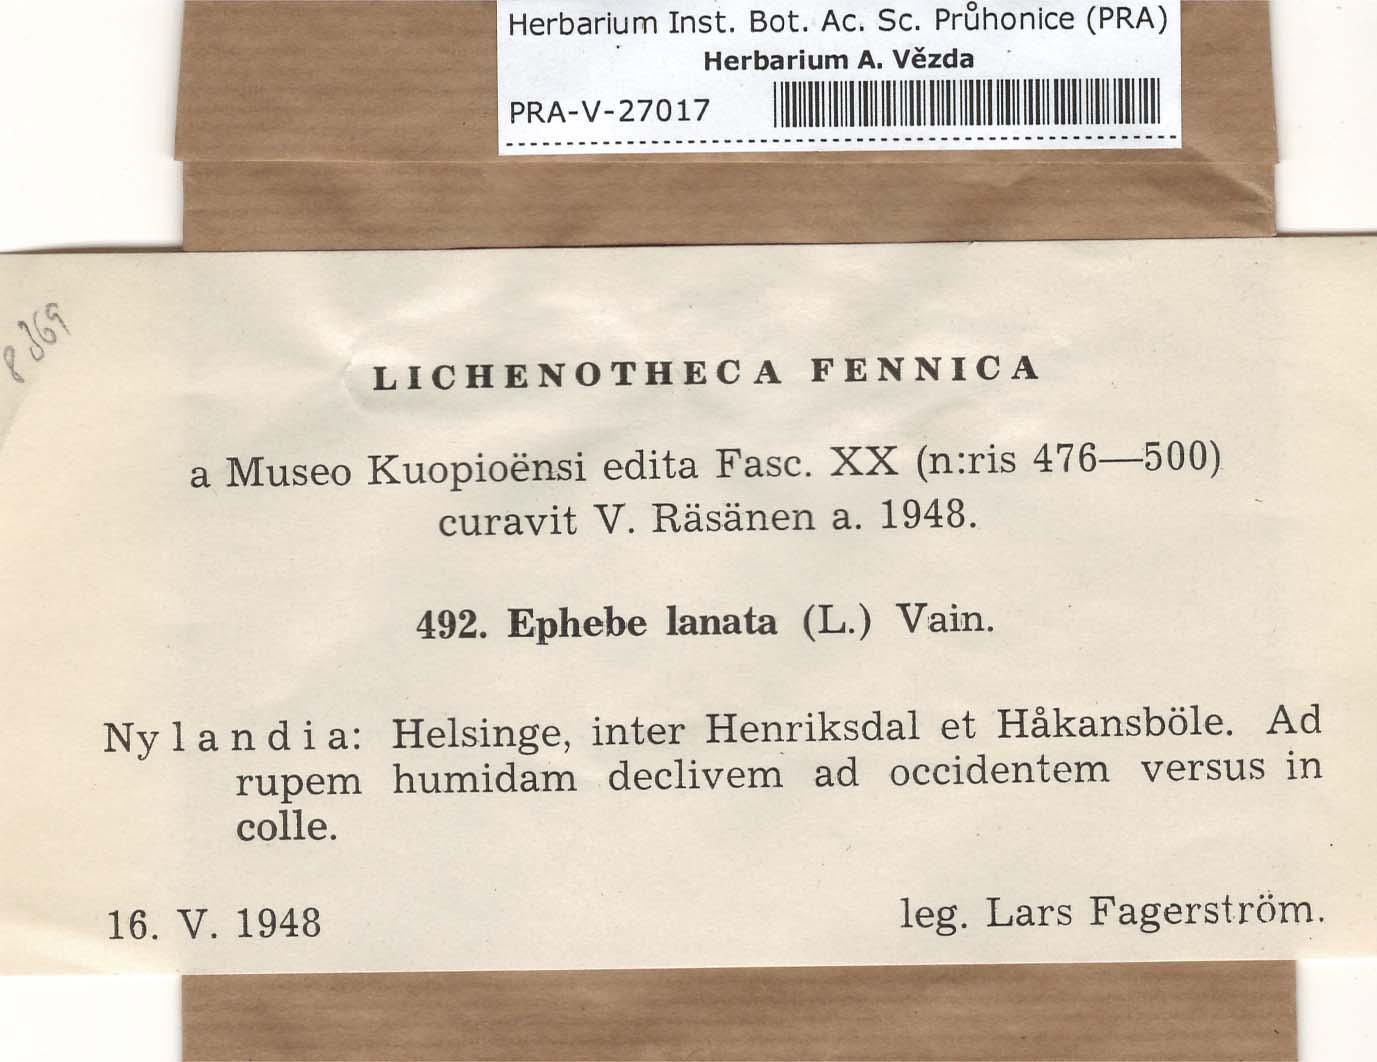 Herbarium Inst. Bot. Ac. Sc. Průhonice (PRA)
Herbarium A. Vězda
PRA-V-27017
8369
LICHENOTHECA FENNICA
a Museo Kuopioënsi edita Fasc. XX (n:ris 476—500)
curavit V. Räsänen a. 1948.
492. Ephebe lanata (L.) Vain.
Nylandia: Helsinge, inter Henriksdal et Håkansböle. Ad
rupem humidam declivem ad occidentem versus in
colle.
16. V. 1948 leg. Lars Fagerström.